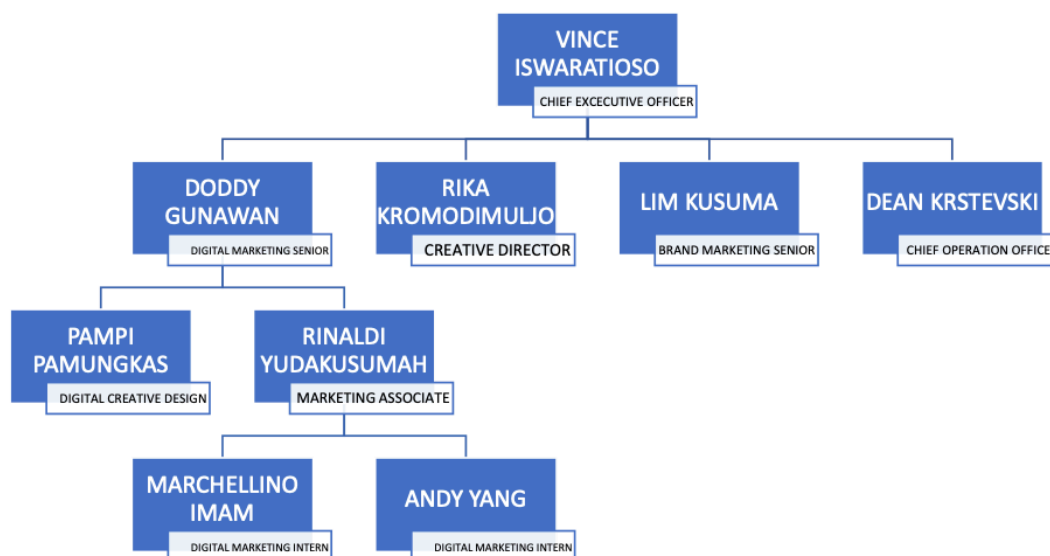 VINCE
ISWARATIOSO
CHIEF EXCECUTIVE OFFICER
DODDY
GUNAWAN
DIGITAL MARKETING SENIOR
RIKA
KROMODIMULJO
CREATIVE DIRECTOR
LIM KUSUMA
BRAND MARKETING SENIOR
DEAN KRSTEVSKI
CHIEF OPERATION OFFICE
PAMPI
PAMUNGKAS
DIGITAL CREATIVE DESIGN
RINALDI
YUDAKUSUMAH
MARKETING ASSOCIATE
MARCHELLINO
IMAM
DIGITAL MARKETING INTERN
ANDY YANG
DIGITAL MARKETING INTERN